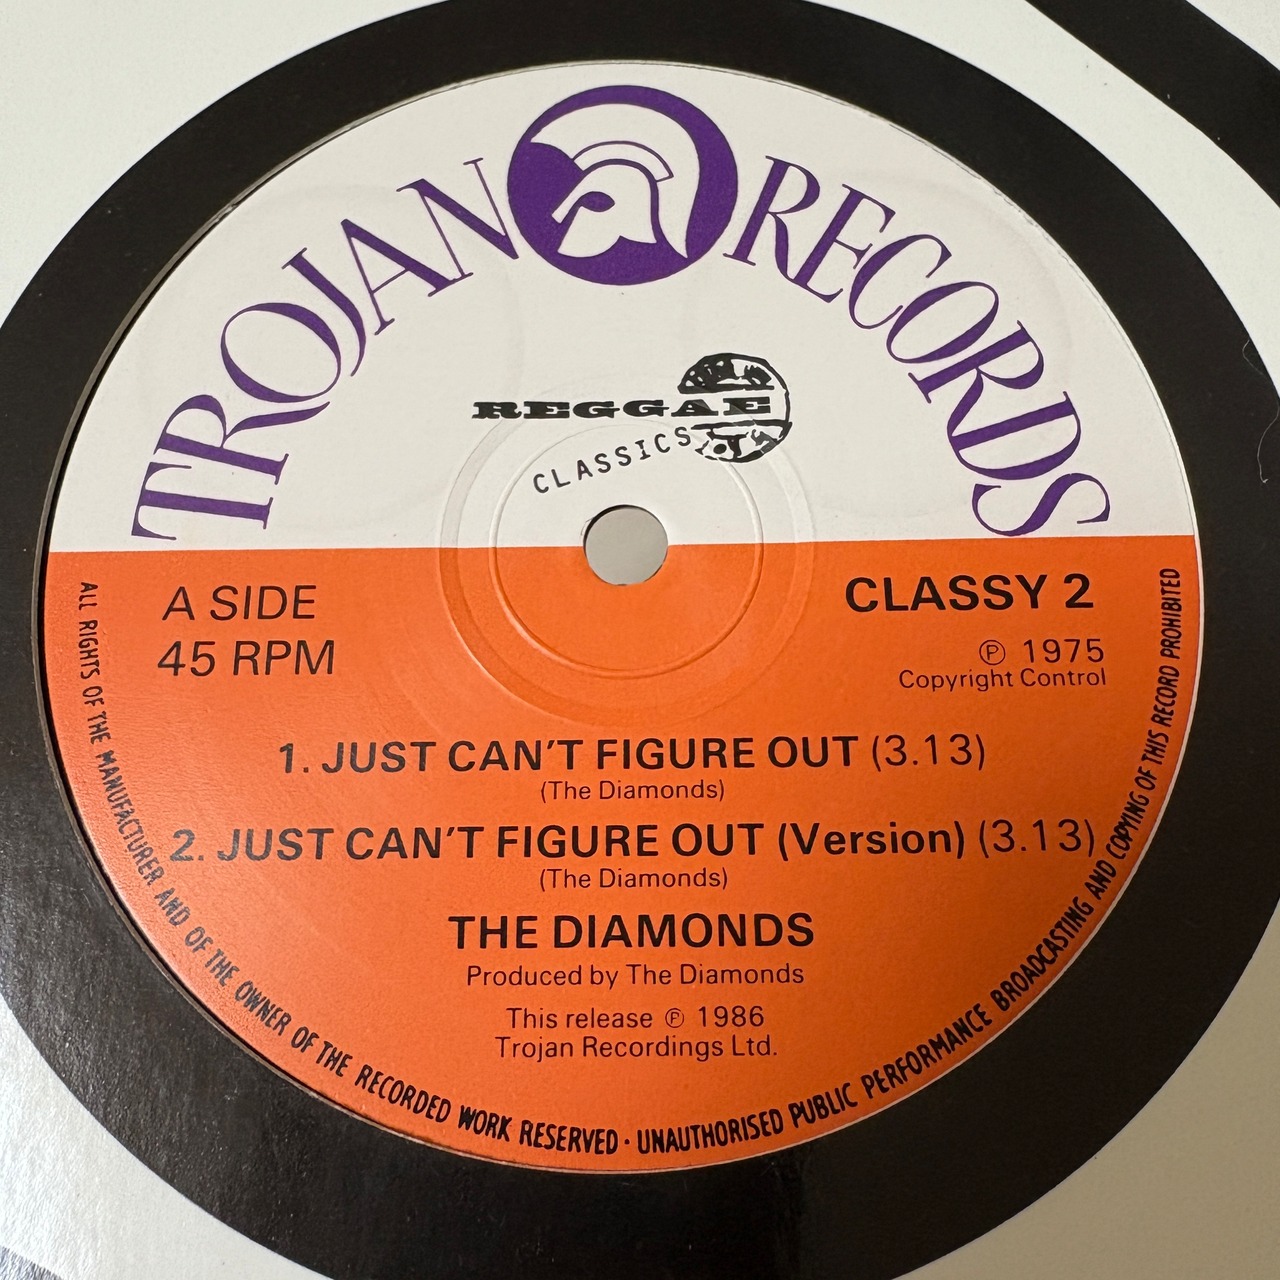 TROJAN RECORDS
REGGAE
CLASSICS
A SIDE
45 RPM
CLASSY 2
Ⓟ 1975
Copyright Control
1. JUST CAN'T FIGURE OUT (3.13)
(The Diamonds)
2. JUST CAN'T FIGURE OUT (Version) (3.13)
(The Diamonds)
THE DIAMONDS
Produced by The Diamonds
This release Ⓟ 1986
Trojan Recordings Ltd.
ALL RIGHTS OF THE MANUFACTURER AND OF THE OWNER OF THE RECORDED WORK RESERVED · UNAUTHORISED PUBLIC PERFORMANCE BROADCASTING AND COPYING OF THIS RECORD PROHIBITED